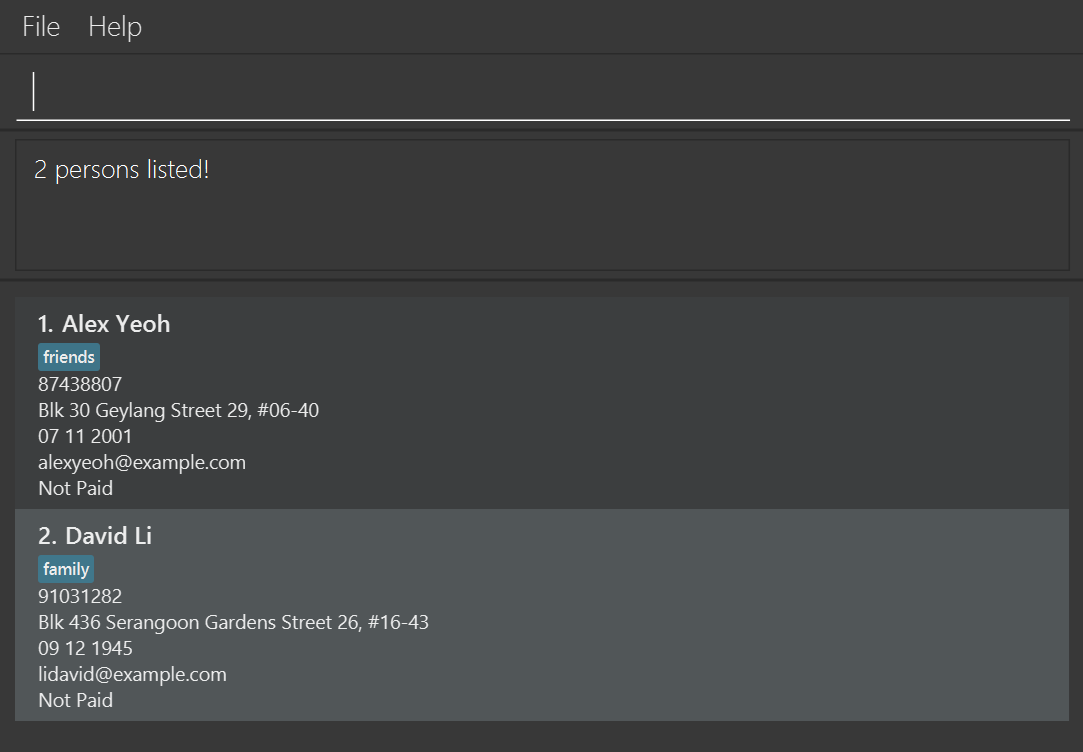 File Help
2 persons listed!
1. Alex Yeoh
friends
87438807
Blk 30 Geylang Street 29, #06-40
07 11 2001
alexyeoh@example.com
Not Paid
2. David Li
family
91031282
Blk 436 Serangoon Gardens Street 26, #16-43
09 12 1945
lidavid@example.com
Not Paid